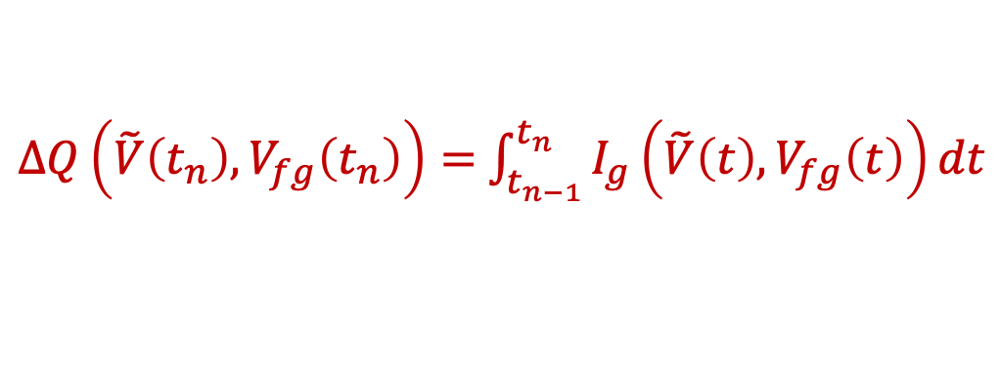 ΔQ(Ṽ(tₙ), V_fg(tₙ)) = ∫_{tₙ₋₁}^{tₙ} I_g(Ṽ(t), V_fg(t)) dt